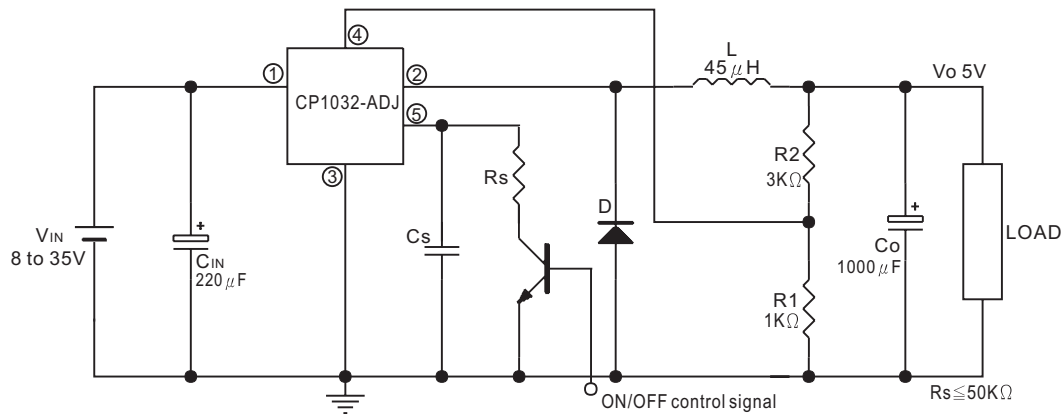 ④
①
CP1032-ADJ
②
⑤
③
L
45μH
Vo 5V
R2
3KΩ
Rs
D
Cs
VIN
8 to 35V
CIN
220μF
+
+
Co
1000μF
LOAD
R1
1KΩ
Rs≦50KΩ
ON/OFF control signal